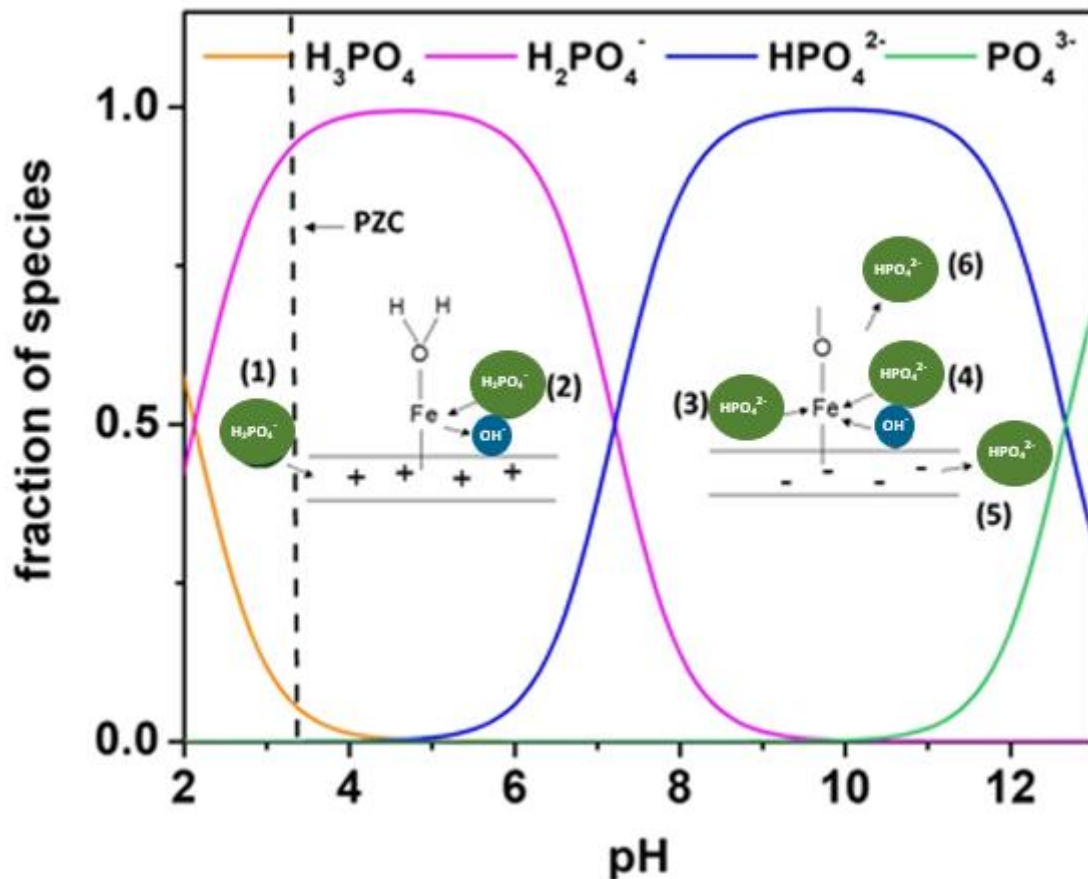 H₃PO₄ H₂PO₄⁻ HPO₄²⁻ PO₄³⁻
1.0
PZC
HPO₄²⁻ (6)
H H
O
O
(1)
H₂PO₄⁻ (2)
HPO₄²⁻ (4)
(3) HPO₄²⁻
Fe
Fe
0.5
H₂PO₄⁻
OH⁻
OH⁻
HPO₄²⁻
+ + + +
- - - -
(5)
0.0
2 4 6 8 10 12
pH
fraction of species